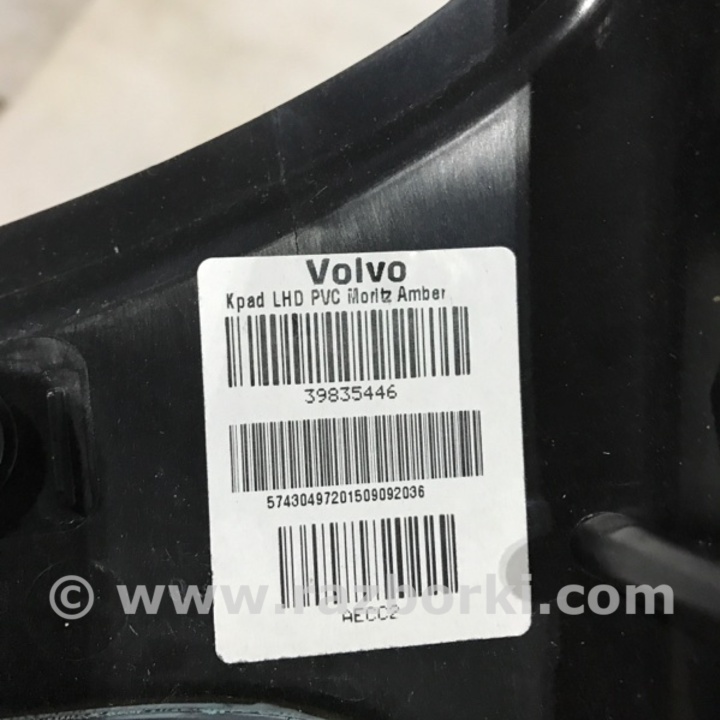 Volvo
Kpad LHD PVC Moritz Amber
39835446
57430497201509092036
© www.razborki.com
AECC2